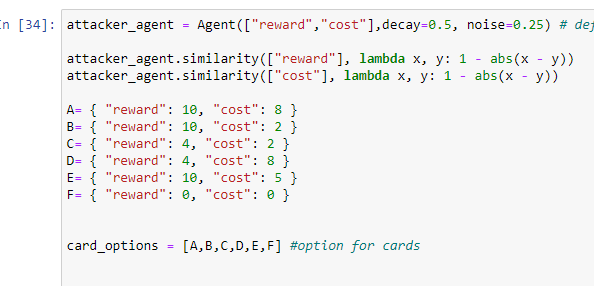 In [34]: attacker_agent = Agent(["reward","cost"],decay=0.5, noise=0.25) # def
attacker_agent.similarity(["reward"], lambda x, y: 1 - abs(x - y))
attacker_agent.similarity(["cost"], lambda x, y: 1 - abs(x - y))
A= { "reward": 10, "cost": 8 }
B= { "reward": 10, "cost": 2 }
C= { "reward": 4, "cost": 2 }
D= { "reward": 4, "cost": 8 }
E= { "reward": 10, "cost": 5 }
F= { "reward": 0, "cost": 0 }
card_options = [A,B,C,D,E,F] #option for cards